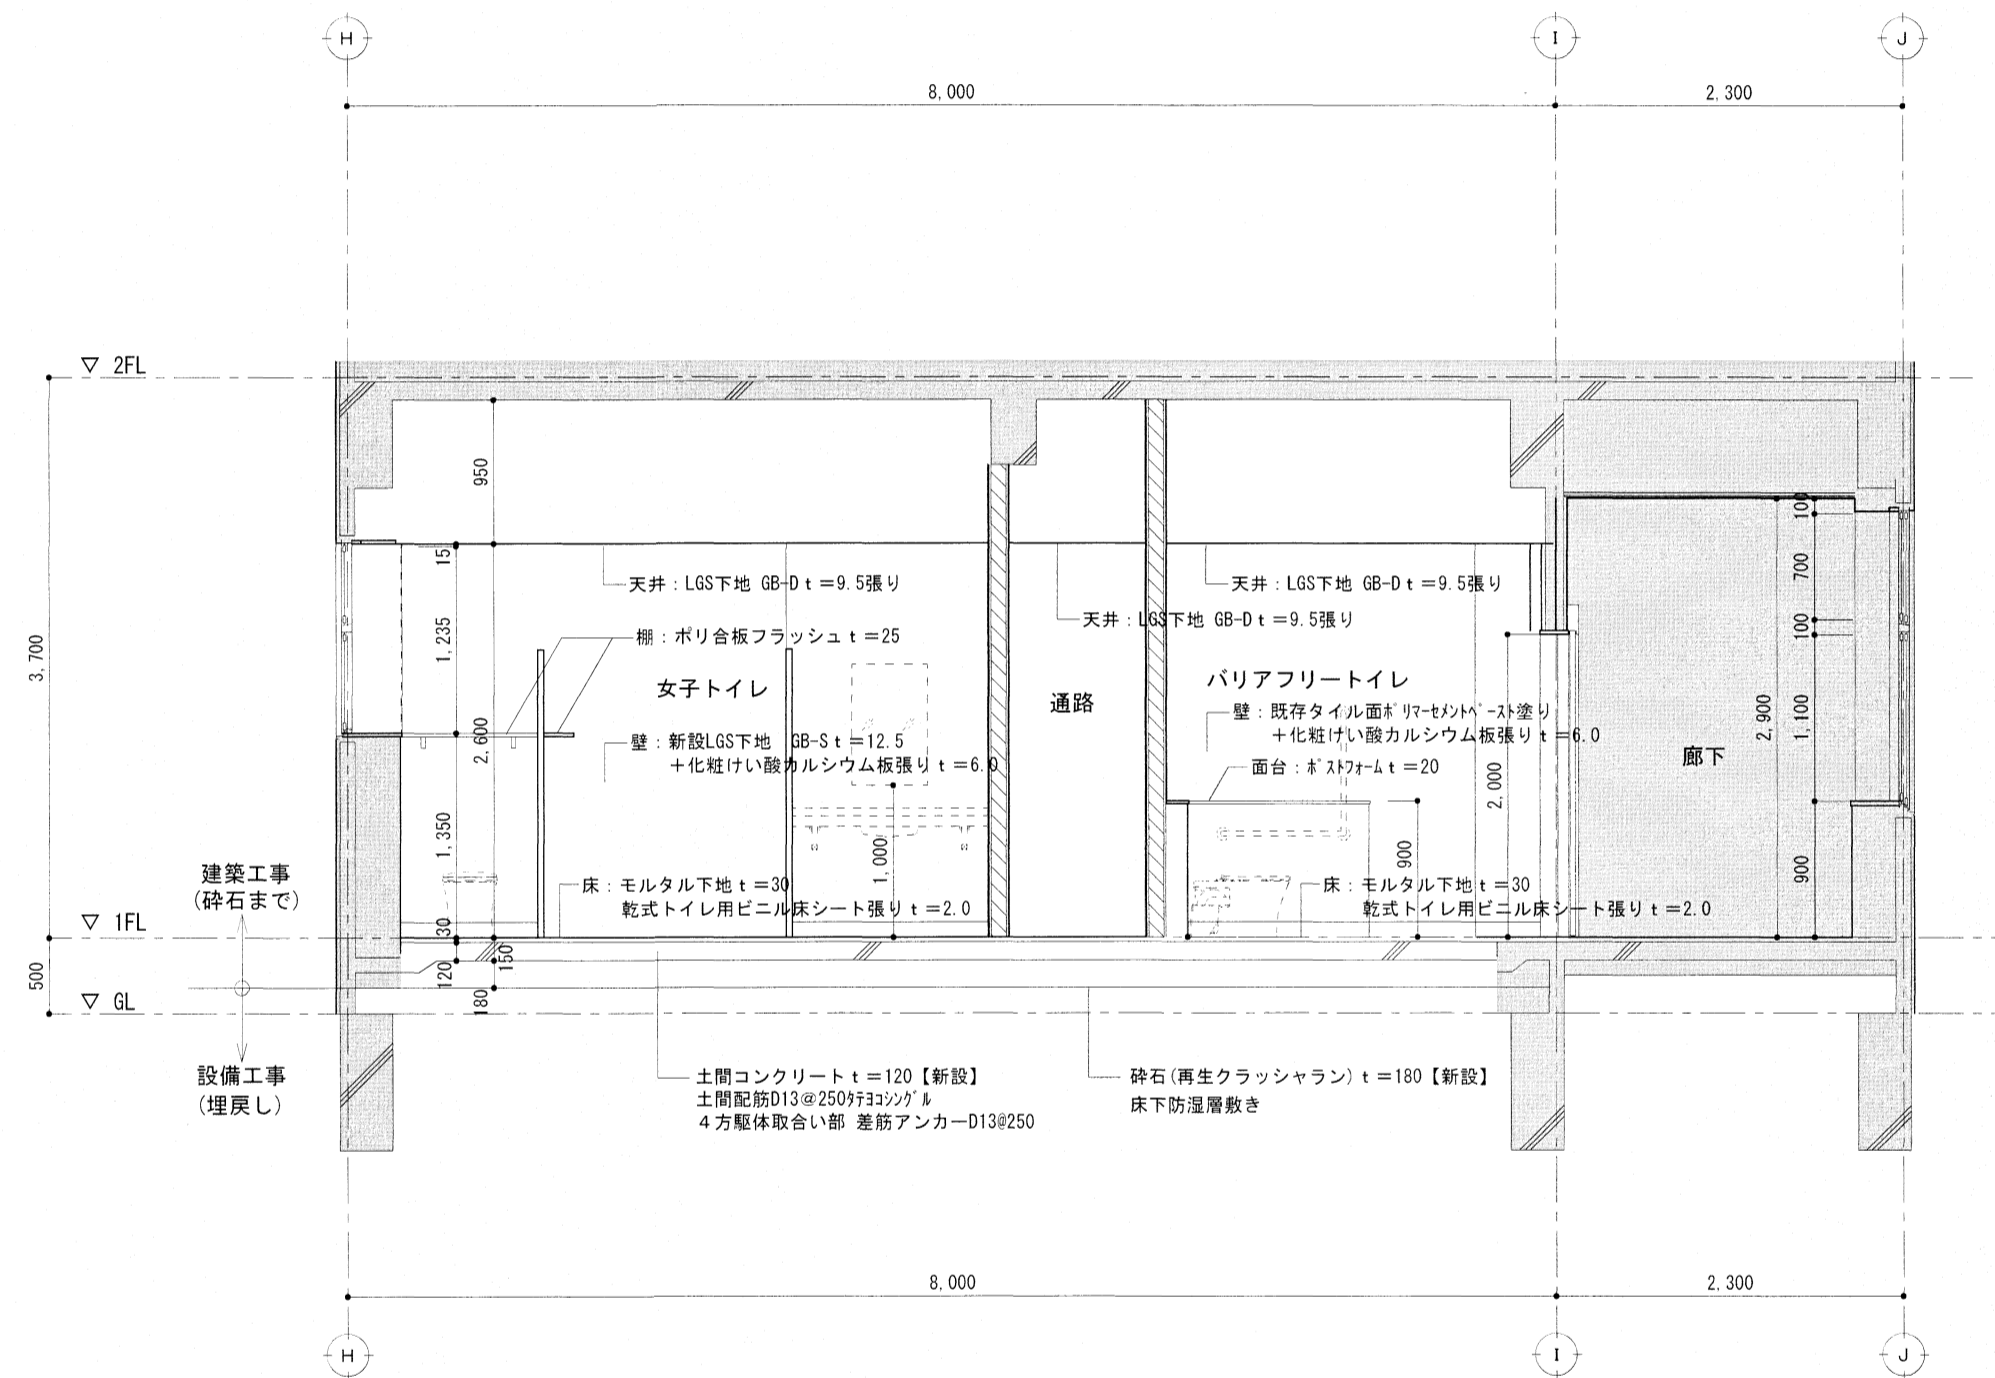 H
I
J
8,000
2,300
▽ 2FL
950
100
15
天井：LGS下地 GB-Dｔ＝9.5張り
天井：LGS下地 GB-Dｔ＝9.5張り
700
天井：LGS下地 GB-Dｔ＝9.5張り
棚：ポリ合板フラッシュｔ＝25
1,235
100
3,700
女子トイレ
通路
バリアフリートイレ
壁：既存タイル面ﾎﾟﾘﾏｰｾﾒﾝﾄﾍﾟｰｽﾄ塗り
＋化粧けい酸カルシウム板張りｔ＝6.0
2,600
壁：新設LGS下地 GB-Sｔ＝12.5
＋化粧けい酸カルシウム板張りｔ＝6.0
2,900
1,100
廊下
面台：ﾎﾟｽﾄﾌｫｰﾑｔ＝20
2,000
1,350
1,000
900
900
建築工事
(砕石まで)
床：モルタル下地ｔ＝30
乾式トイレ用ビニル床シート張りｔ＝2.0
床：モルタル下地ｔ＝30
乾式トイレ用ビニル床シート張りｔ＝2.0
▽ 1FL
30
150
120
500
180
▽ GL
設備工事
(埋戻し)
土間コンクリートｔ＝120【新設】
土間配筋D13@250ﾀﾃﾖｺｼﾝｸﾞﾙ
４方駆体取合い部 差筋アンカーD13@250
砕石(再生クラッシャラン)ｔ＝180【新設】
床下防湿層敷き
8,000
2,300
H
I
J